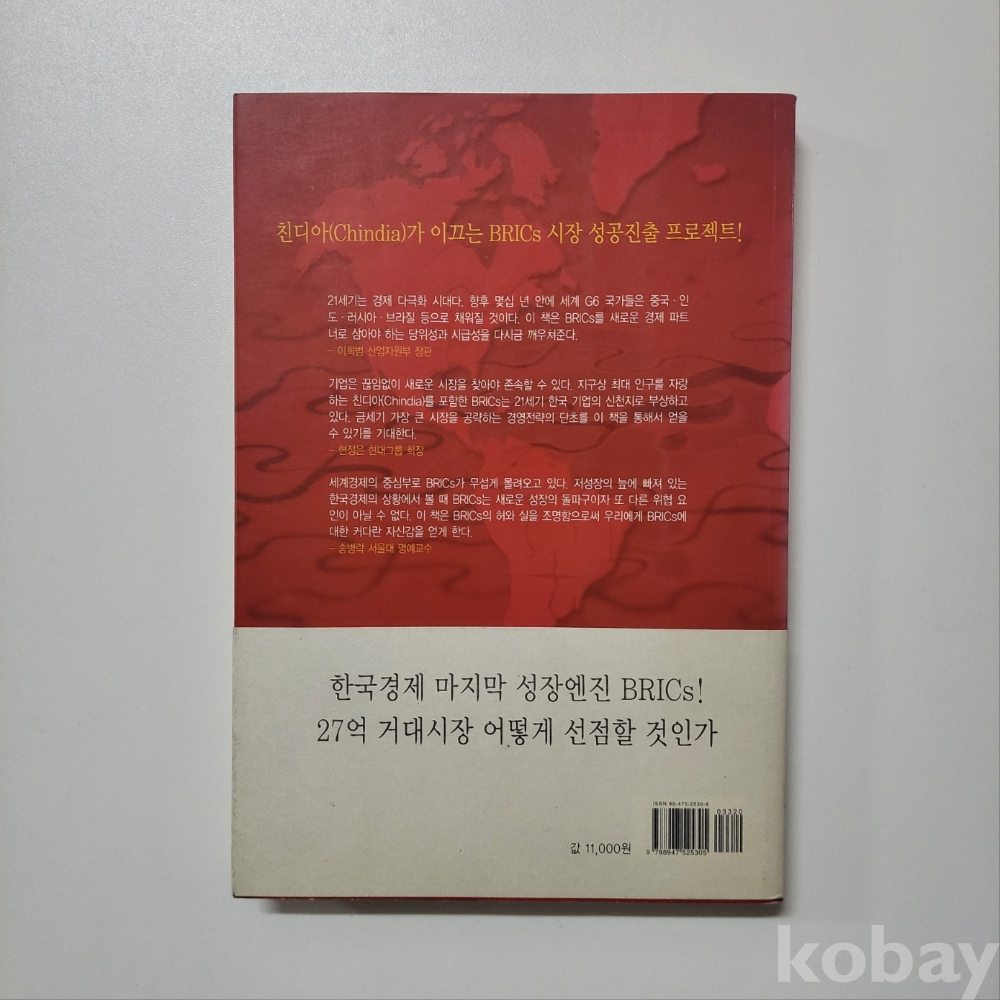 친디아(Chindia)가 이끄는 BRICs 시장 성공진출 프로젝트!
21세기는 경제 다극화 시대다. 향후 몇십 년 안에 세계 G6 국가들은 중국·인
도·러시아·브라질 등으로 채워질 것이다. 이 책은 BRICs를 새로운 경제 파트
너로 삼아야 하는 당위성과 시급성을 다시금 깨우쳐준다.
- 이희범 산업자원부 장관
기업은 끊임없이 새로운 시장을 찾아야 존속할 수 있다. 지구상 최대 인구를 자랑
하는 친디아(Chindia)를 포함한 BRICs는 21세기 한국 기업의 신천지로 부상하고
있다. 금세기 가장 큰 시장을 공략하는 경영전략의 단초를 이 책을 통해서 얻을
수 있기를 기대한다.
- 현정은 현대그룹 회장
세계경제의 중심부로 BRICs가 무섭게 몰려오고 있다. 저성장의 늪에 빠져 있는
한국경제의 상황에서 볼 때 BRICs는 새로운 성장의 돌파구이자 또 다른 위협 요
인이 아닐 수 없다. 이 책은 BRICs의 허와 실을 조명함으로써 우리에게 BRICs에
대한 커다란 자신감을 얻게 한다.
- 송병락 서울대 명예교수
한국경제 마지막 성장엔진 BRICs!
27억 거대시장 어떻게 선점할 것인가
ISBN 89-475-2530-8
03320
값 11,000원
9 788947 525305
kobay